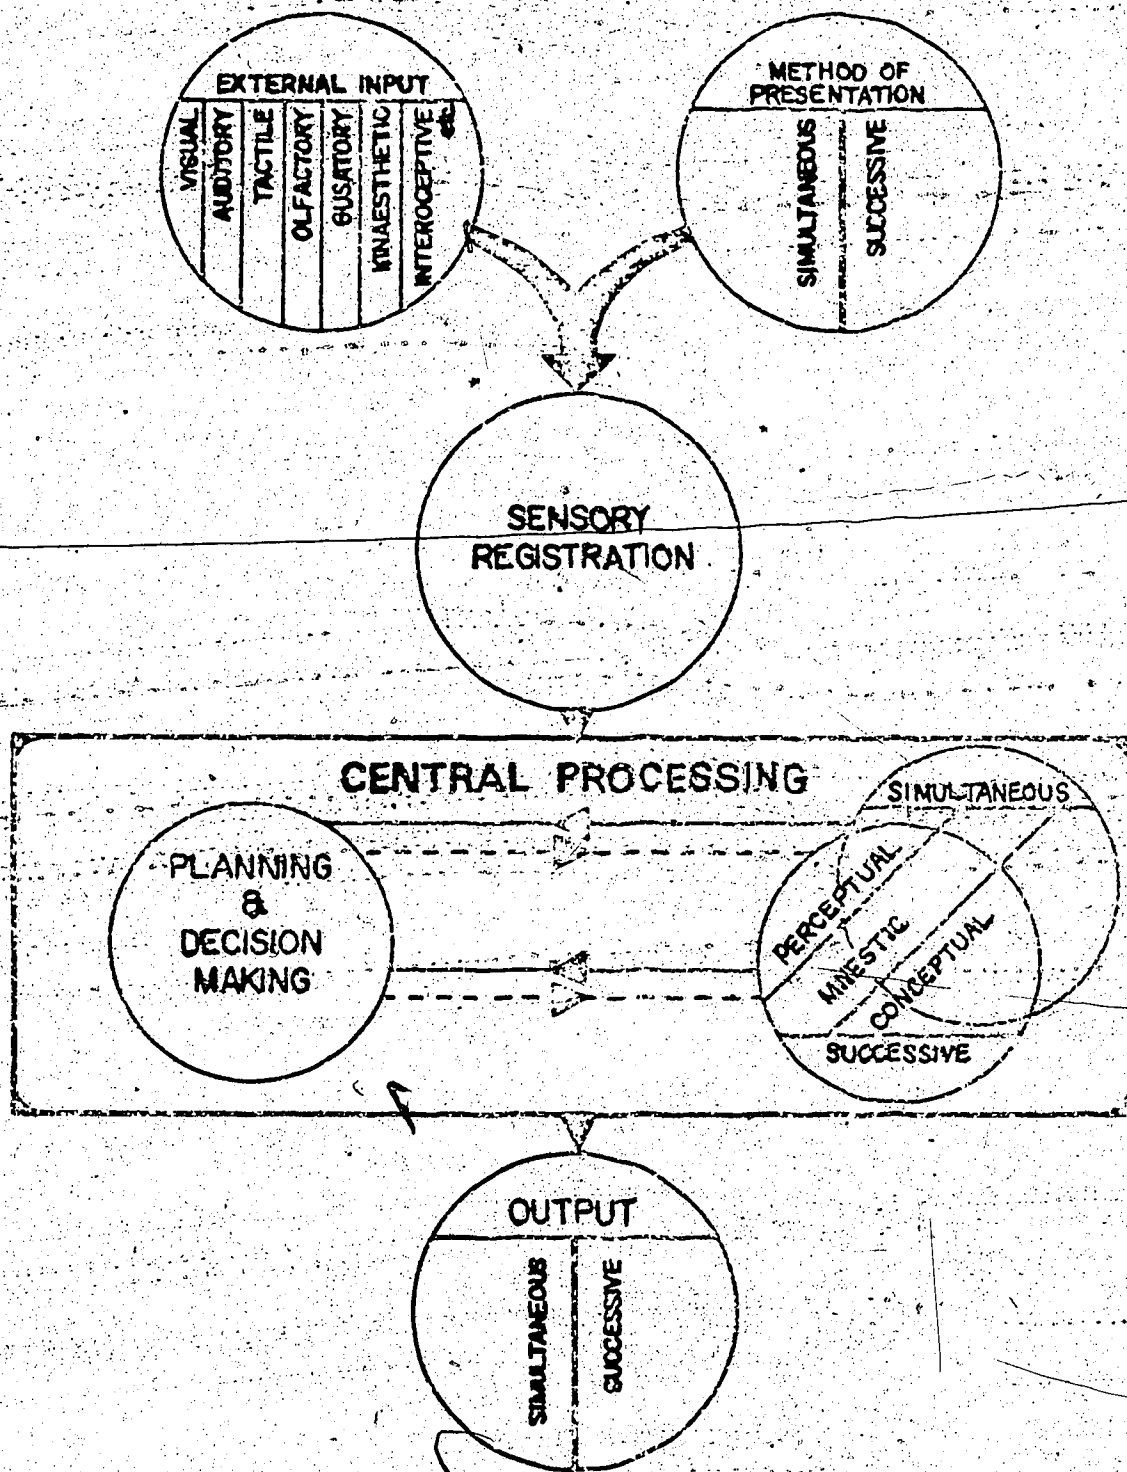 EXTERNAL INPUT
VISUAL
AUDITORY
TACTILE
OLFACTORY
GUSATORY
KINAESTHETIC
INTEROCEPTIVE
etc.
METHOD OF
PRESENTATION
SIMULTANEOUS
SUCCESSIVE
SENSORY
REGISTRATION
CENTRAL PROCESSING
PLANNING
&
DECISION
MAKING
SIMULTANEOUS
PERCEPTUAL
MNESTIC
CONCEPTUAL
SUCCESSIVE
OUTPUT
SIMULTANEOUS
SUCCESSIVE